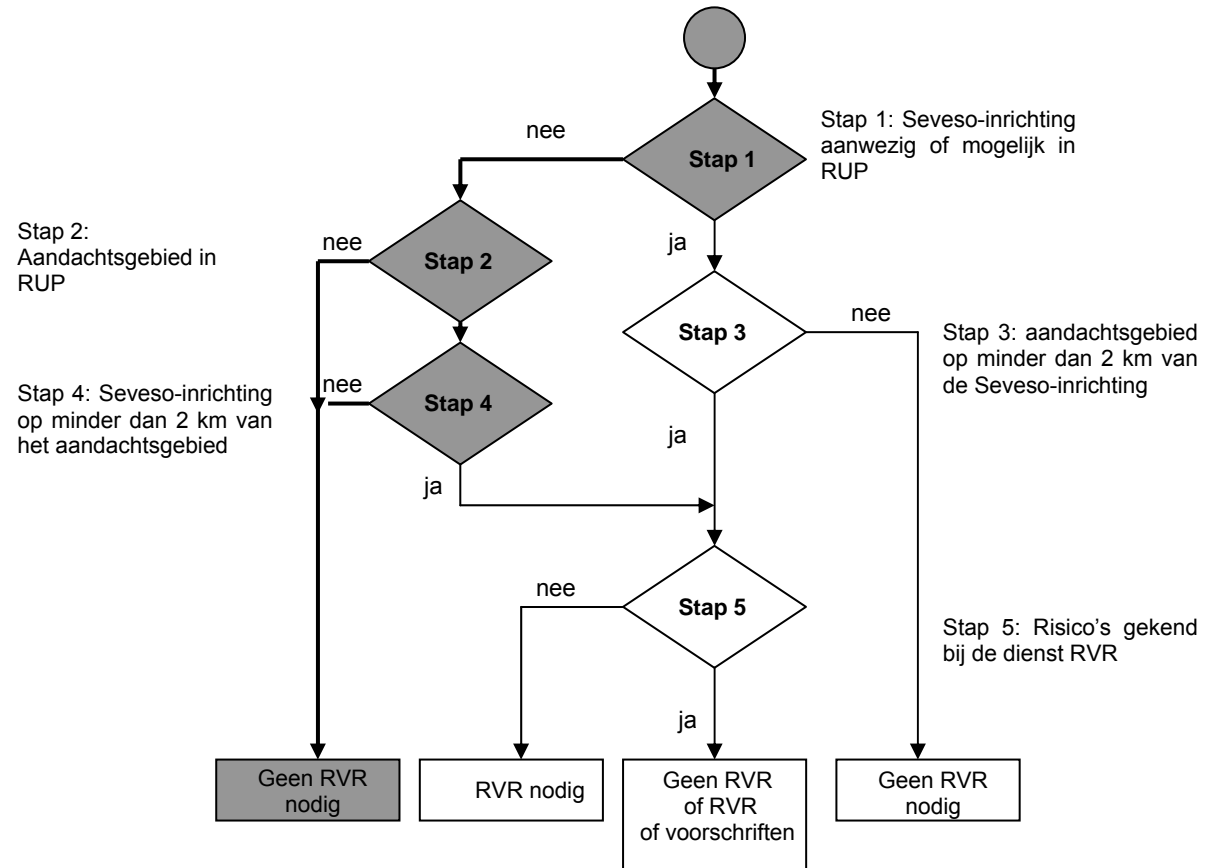 nee
Stap 1
Stap 1: Seveso-inrichting
aanwezig of mogelijk in
RUP
Stap 2:
Aandachtsgebied in
RUP
nee
Stap 2
ja
Stap 3
nee
Stap 3: aandachtsgebied
op minder dan 2 km van
de Seveso-inrichting
Stap 4: Seveso-inrichting
op minder dan 2 km van
het aandachtsgebied
nee
Stap 4
ja
ja
nee
Stap 5
Stap 5: Risico's gekend
bij de dienst RVR
ja
Geen RVR
nodig
RVR nodig
Geen RVR
of RVR
of voorschriften
Geen RVR
nodig